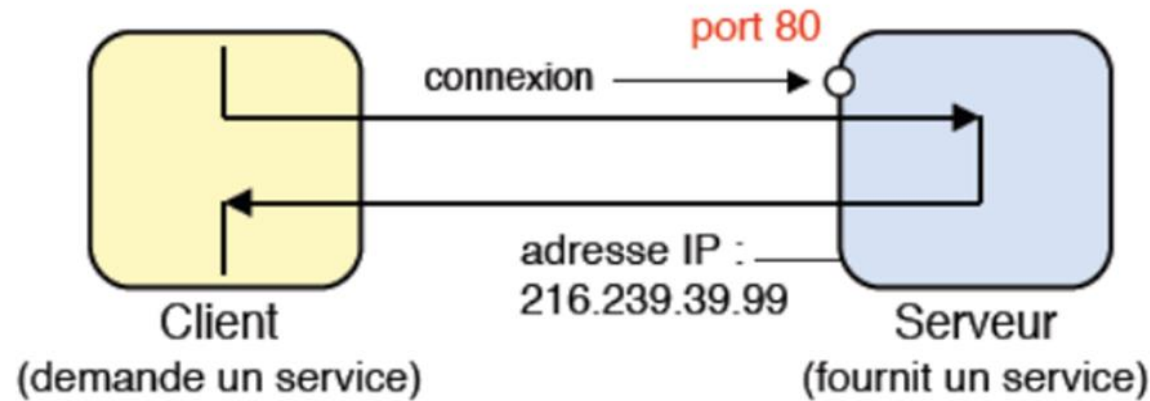 port 80
connexion
adresse IP :
216.239.39.99
Client
(demande un service)
Serveur
(fournit un service)